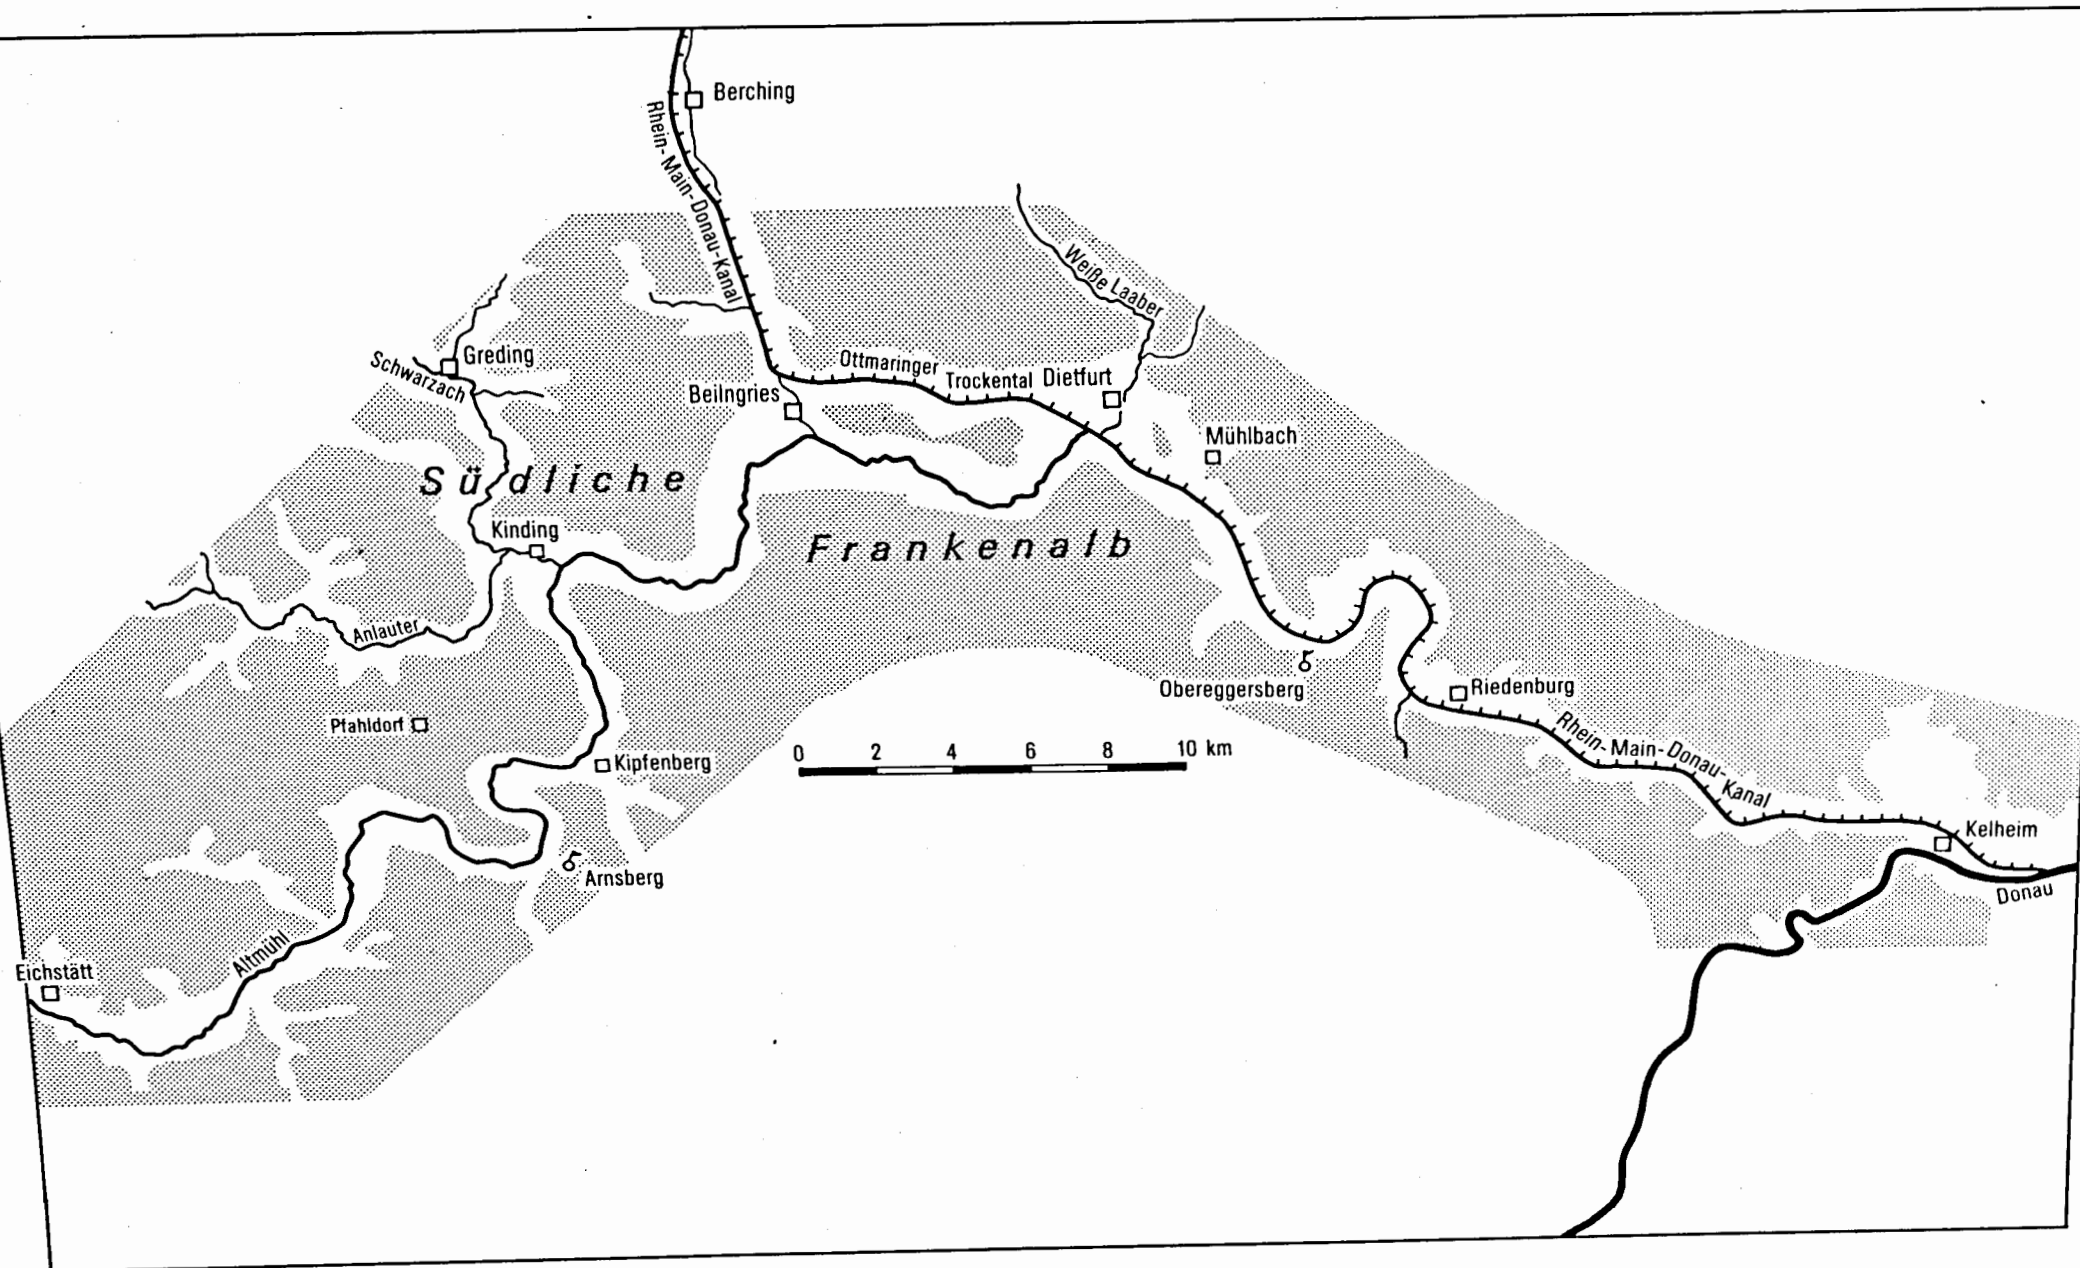 Berching
Rhein-Main-Donau-Kanal
Weiße Laaber
Greding
Schwarzach
Ottmaringer
Trockental
Dietfurt
Beilngries
Mühlbach
Südliche
Kinding
Frankenalb
Anlauter
Obereggersberg
Riedenburg
Pfahldorf
Kipfenberg
0 2 4 6 8 10 km
Rhein-Main-Donau-Kanal
Kelheim
Arnsberg
Donau
Altmühl
Eichstätt